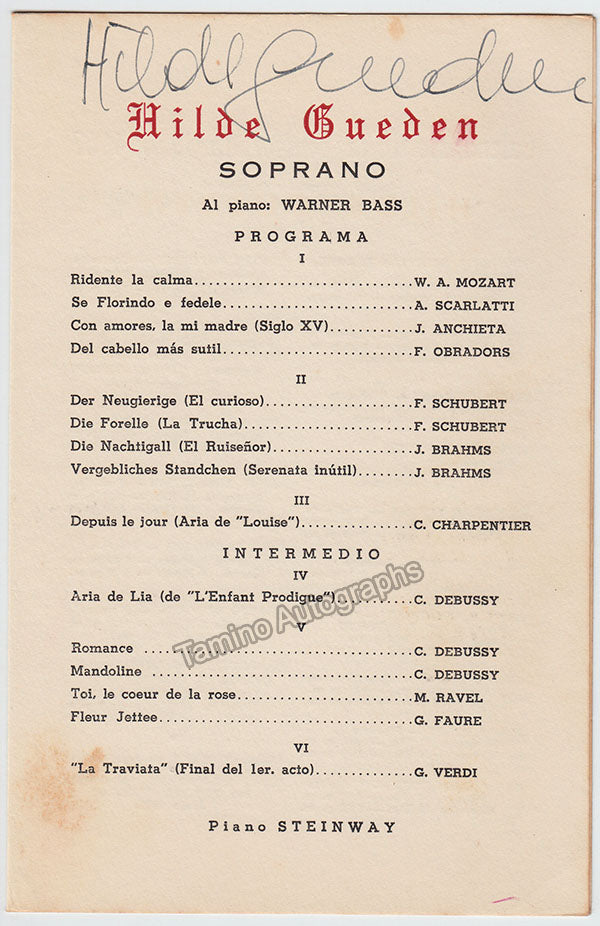 Hilde Gueden
Hilde Gueden
SOPRANO
Al piano: WARNER BASS
PROGRAMA
I
Ridente la calma........................W. A. MOZART
Se Florindo e fedele........................A. SCARLATTI
Con amores, la mi madre (Siglo XV)...........J. ANCHIETA
Del cabello más sutil........................F. OBRADORS
II
Der Neugierige (El curioso)...................F. SCHUBERT
Die Forelle (La Trucha)......................F. SCHUBERT
Die Nachtigall (El Ruiseñor)..................J. BRAHMS
Vergebliches Standchen (Serenata inútil).......J. BRAHMS
III
Depuis le jour (Aria de "Louise")..............C. CHARPENTIER
INTERMEDIO
IV
Aria de Lia (de "L'Enfant Prodigue")..........C. DEBUSSY
V
Romance ...............................C. DEBUSSY
Mandoline ..............................C. DEBUSSY
Toi, le coeur de la rose......................M. RAVEL
Fleur Jettee................................G. FAURE
VI
"La Traviata" (Final del 1er. acto)............G. VERDI
Piano STEINWAY
Tamino Autographs